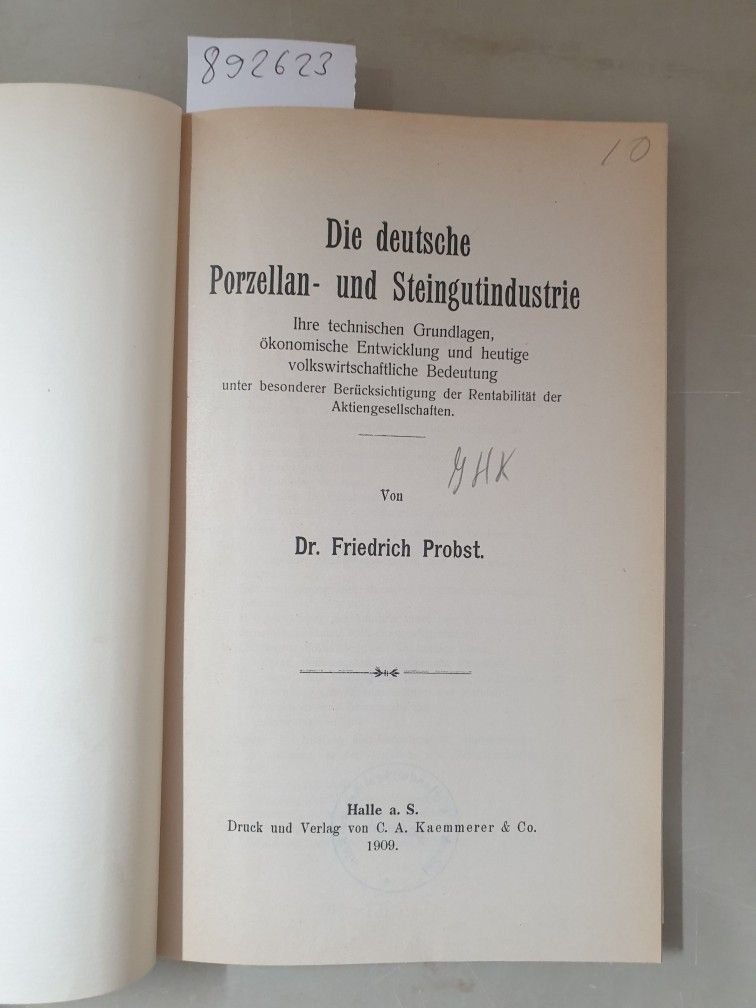 892623
10
Die deutsche
Porzellan- und Steingutindustrie
Ihre technischen Grundlagen,
ökonomische Entwicklung und heutige
volkswirtschaftliche Bedeutung
unter besonderer Berücksichtigung der Rentabilität der
Aktiengesellschaften.
Von
Dr. Friedrich Probst.
Halle a. S.
Druck und Verlag von C. A. Kaemmerer & Co.
1909.